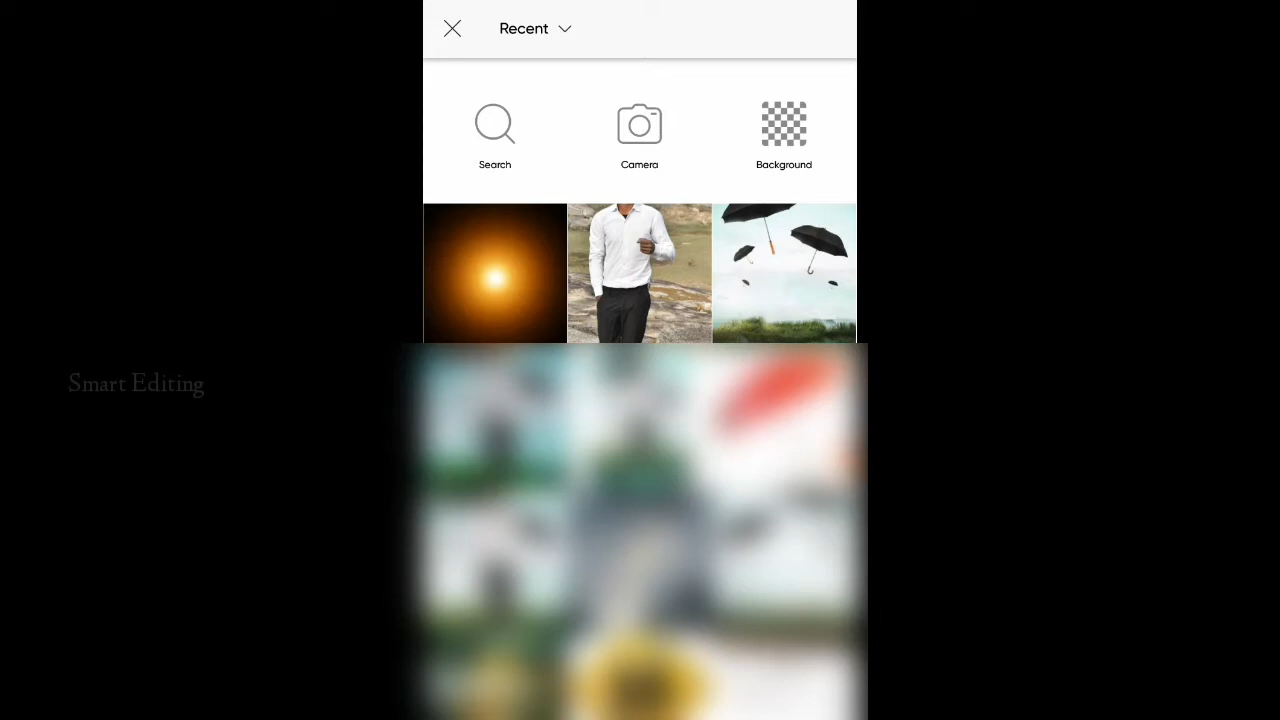 Recent
Search
Camera
Background
Smart Editing